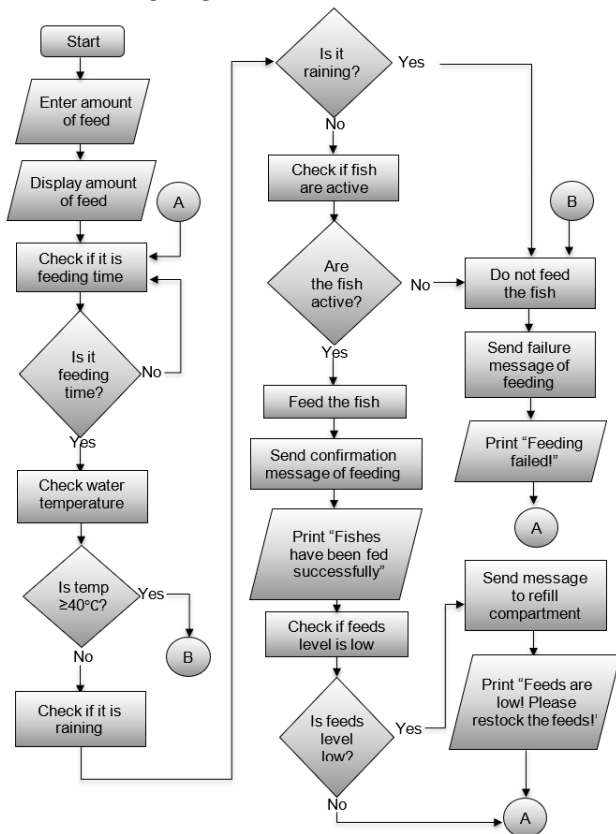 Start
Enter amount
of feed
Display amount
of feed
A
Check if it is
feeding time
Is it
feeding
time?
No
Yes
Check water
temperature
Is temp
≥40℃?
Yes
B
No
Check if it is
raining
Is it
raining?
Yes
No
Check if fish
are active
Are
the fish
active?
No
Yes
Feed the fish
Send confirmation
message of feeding
Print “Fishes
have been fed
successfully”
Check if feeds
level is low
Is feeds
level
low?
Yes
No
B
Do not feed
the fish
Send failure
message of
feeding
Print “Feeding
failed!”
A
Send message
to refill
compartment
Print “Feeds are
low! Please
restock the feeds!’
A